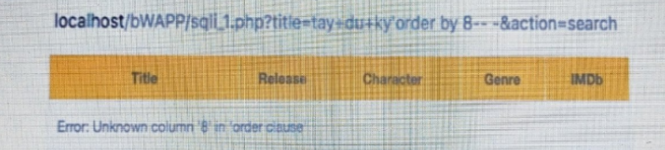 localhost/bWAPP/sqli_1.php?title=tay+du+ky'order by 8-- -&action=search
Title Release Character Genre IMDb
Error: Unknown column '8' in 'order clause'